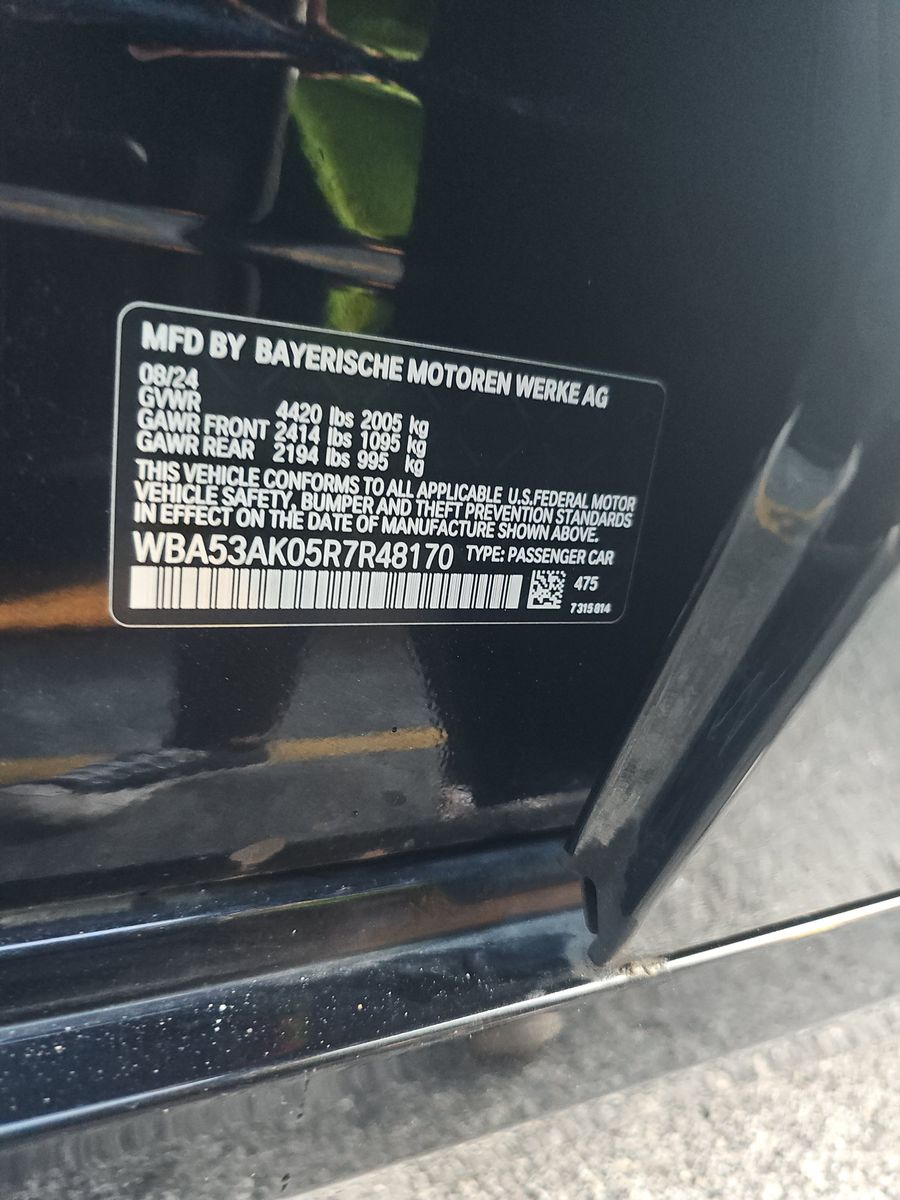 MFD BY BAYERISCHE MOTOREN WERKE AG
08/24
GVWR 4420 lbs 2005 kg
GAWR FRONT 2414 lbs 1095 kg
GAWR REAR 2194 lbs 995 kg
THIS VEHICLE CONFORMS TO ALL APPLICABLE U.S.FEDERAL MOTOR
VEHICLE SAFETY, BUMPER AND THEFT PREVENTION STANDARDS
IN EFFECT ON THE DATE OF MANUFACTURE SHOWN ABOVE.
WBA53AK05R7R48170 TYPE: PASSENGER CAR
475
7315814